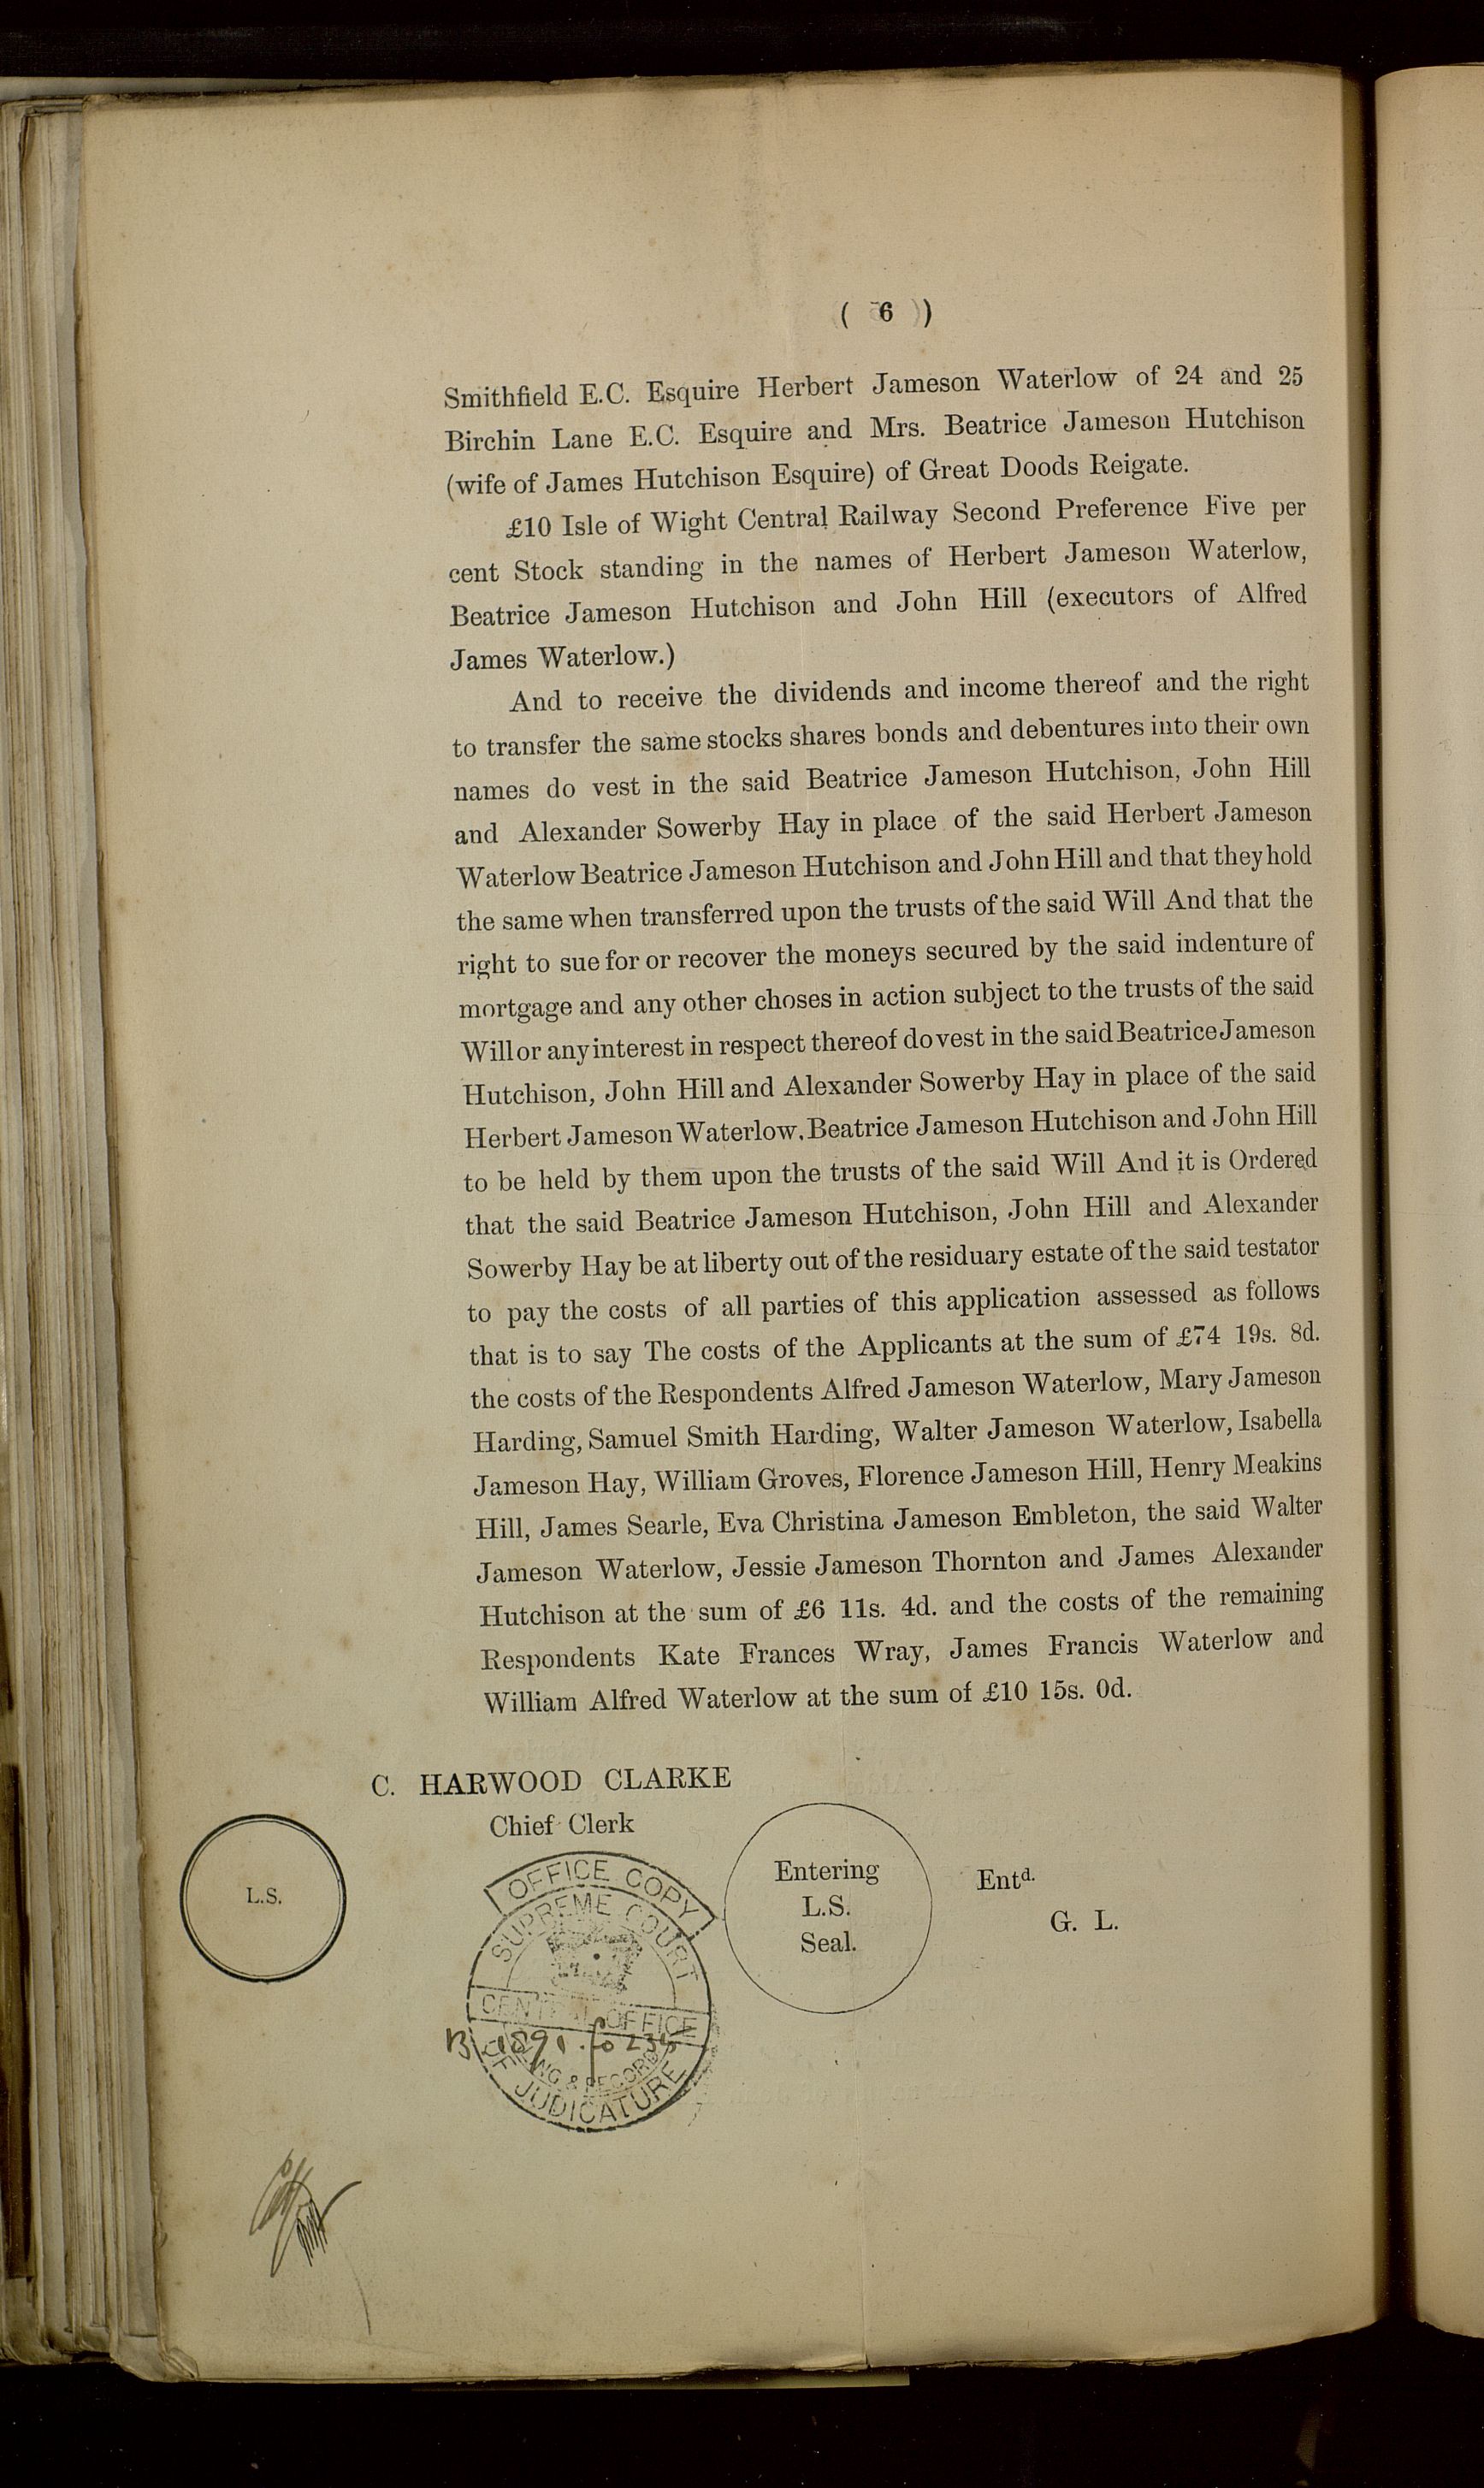 ( 6 )
Smithfield E.C. Esquire Herbert Jameson Waterlow of 24 and 25
Birchin Lane E.C. Esquire and Mrs. Beatrice Jameson Hutchison
(wife of James Hutchison Esquire) of Great Doods Reigate.
£10 Isle of Wight Central Railway Second Preference Five per
cent Stock standing in the names of Herbert Jameson Waterlow,
Beatrice Jameson Hutchison and John Hill (executors of Alfred
James Waterlow.)
And to receive the dividends and income thereof and the right
to transfer the same stocks shares bonds and debentures into their own
names do vest in the said Beatrice Jameson Hutchison, John Hill
and Alexander Sowerby Hay in place of the said Herbert Jameson
Waterlow Beatrice Jameson Hutchison and John Hill and that they hold
the same when transferred upon the trusts of the said Will And that the
right to sue for or recover the moneys secured by the said indenture of
mortgage and any other choses in action subject to the trusts of the said
Will or any interest in respect thereof do vest in the said Beatrice Jameson
Hutchison, John Hill and Alexander Sowerby Hay in place of the said
Herbert Jameson Waterlow, Beatrice Jameson Hutchison and John Hill
to be held by them upon the trusts of the said Will And it is Ordered
that the said Beatrice Jameson Hutchison, John Hill and Alexander
Sowerby Hay be at liberty out of the residuary estate of the said testator
to pay the costs of all parties of this application assessed as follows
that is to say The costs of the Applicants at the sum of £74 19s. 8d.
the costs of the Respondents Alfred Jameson Waterlow, Mary Jameson
Harding, Samuel Smith Harding, Walter Jameson Waterlow, Isabella
Jameson Hay, William Groves, Florence Jameson Hill, Henry Meakins
Hill, James Searle, Eva Christina Jameson Embleton, the said Walter
Jameson Waterlow, Jessie Jameson Thornton and James Alexander
Hutchison at the sum of £6 11s. 4d. and the costs of the remaining
Respondents Kate Frances Wray, James Francis Waterlow and
William Alfred Waterlow at the sum of £10 15s. 0d.
C. HARWOOD CLARKE
Chief Clerk
L.S.
OFFICE COPY
SUPREME COURT
CENTRAL OFFICE
FILING & RECORD
OF JUDICATURE
B 1891 fo 235
Entering
L.S.
Seal.
Entd.
G. L.